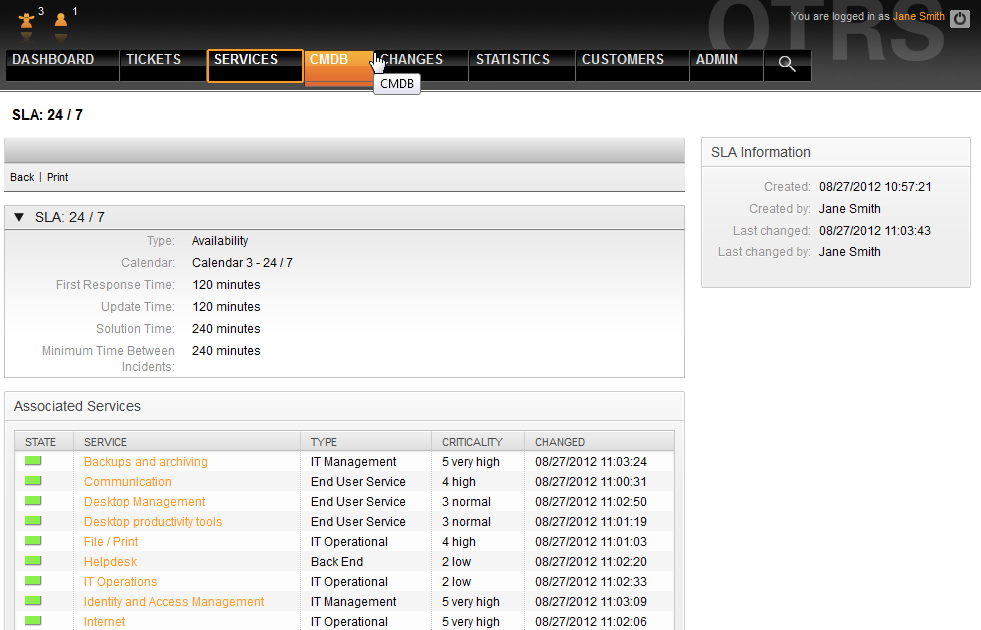 3 1
OTRS
You are logged in as Jane Smith
DASHBOARD TICKETS SERVICES CMDB CHANGES STATISTICS CUSTOMERS ADMIN
CMDB
SLA: 24 / 7
Back | Print
SLA: 24 / 7
Type: Availability
Calendar: Calendar 3 - 24 / 7
First Response Time: 120 minutes
Update Time: 120 minutes
Solution Time: 240 minutes
Minimum Time Between Incidents: 240 minutes
SLA Information
Created: 08/27/2012 10:57:21
Created by: Jane Smith
Last changed: 08/27/2012 11:03:43
Last changed by: Jane Smith
Associated Services
STATE SERVICE TYPE CRITICALITY CHANGED
Backups and archiving IT Management 5 very high 08/27/2012 11:03:24
Communication End User Service 4 high 08/27/2012 11:00:31
Desktop Management End User Service 3 normal 08/27/2012 11:02:50
Desktop productivity tools End User Service 3 normal 08/27/2012 11:01:19
File / Print IT Operational 4 high 08/27/2012 11:01:03
Helpdesk Back End 2 low 08/27/2012 11:02:20
IT Operations IT Operational 2 low 08/27/2012 11:02:33
Identity and Access Management IT Management 5 very high 08/27/2012 11:03:09
Internet IT Operational 5 very high 08/27/2012 11:02:06